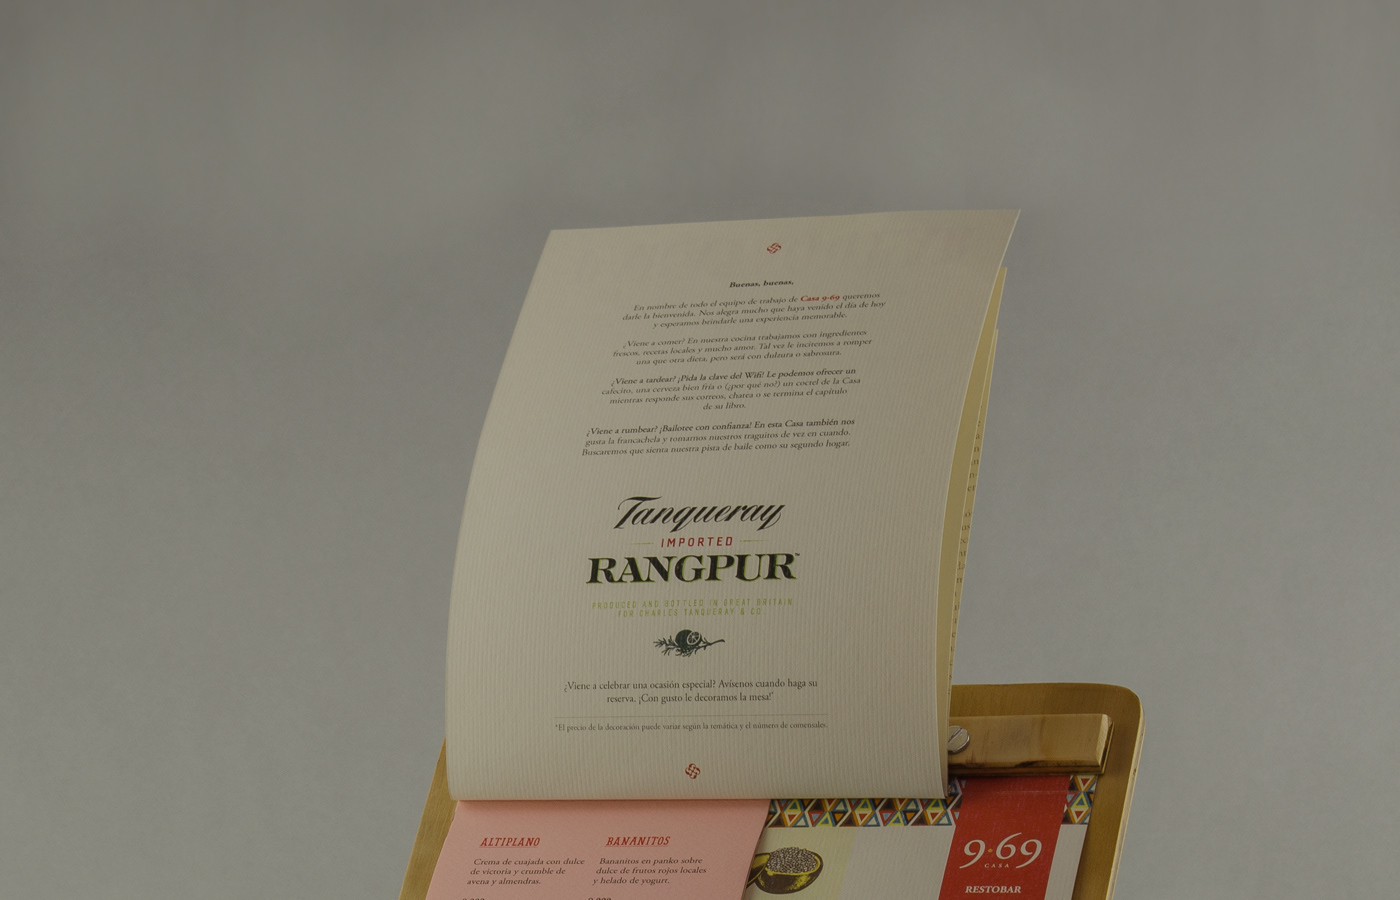 Buenas, buenas,
En nombre de todo el equipo de trabajo de Casa 9-69 queremos
darle la bienvenida. Nos alegra mucho que haya venido el día de hoy
y esperamos brindarle una experiencia memorable.
¿Viene a comer? En nuestra cocina trabajamos con ingredientes
frescos, recetas locales y mucho amor. Tal vez le incitemos a romper
una que otra dieta, pero será con dulzura o sabrosura.
¿Viene a tardear? ¡Pida la clave del Wifi! Le podemos ofrecer un
cafecito, una cerveza bien fría o (¿por qué no?) un coctel de la Casa
mientras responde sus correos, chatea o se termina el capítulo
de su libro.
¿Viene a rumbear? ¡Bailotee con confianza! En esta Casa también nos
gusta la francachela y tomarnos nuestros traguitos de vez en cuando.
Buscaremos que sienta nuestra pista de baile como su segundo hogar.
Tanqueray
IMPORTED
RANGPUR™
PRODUCED AND BOTTLED IN GREAT BRITAIN
FOR CHARLES TANQUERAY & CO.
¿Viene a celebrar una ocasión especial? Avísenos cuando haga su
reserva. ¡Con gusto le decoramos la mesa!*
*El precio de la decoración puede variar según la temática y el número de comensales.
ALTIPLANO
Crema de cuajada con dulce
de victoria y crumble de
avena y almendras.
BANANITOS
Bananitos en panko sobre
dulce de frutos rojos locales
y helado de yogurt.
9·69
CASA
RESTOBAR